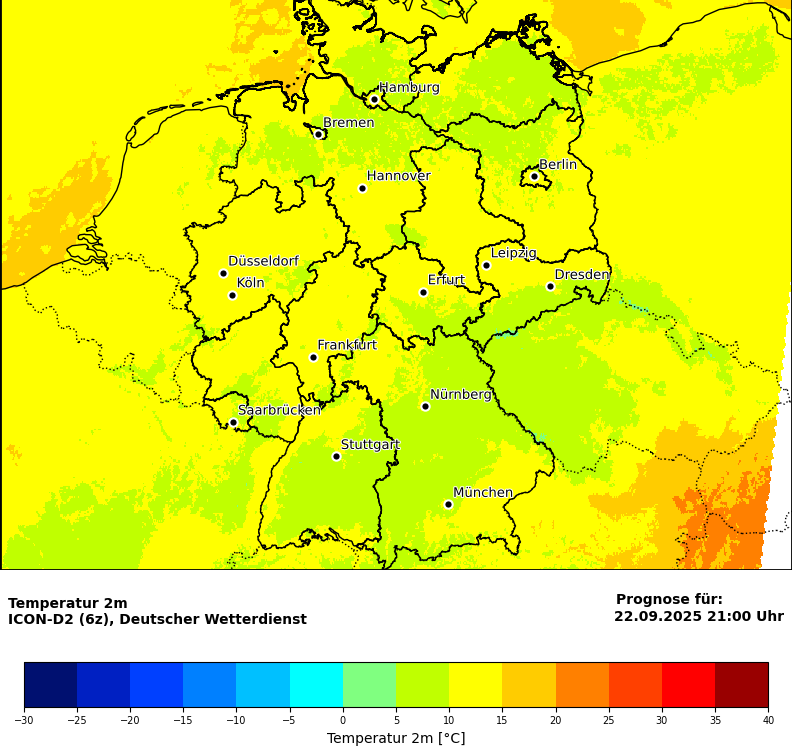 Hamburg
Bremen
Berlin
Hannover
Leipzig
Düsseldorf
Dresden
Köln
Erfurt
Frankfurt
Nürnberg
Saarbrücken
Stuttgart
München
Temperatur 2m
ICON-D2 (6z), Deutscher Wetterdienst
Prognose für:
22.09.2025 21:00 Uhr
−30 −25 −20 −15 −10 −5 0 5 10 15 20 25 30 35 40
Temperatur 2m [°C]